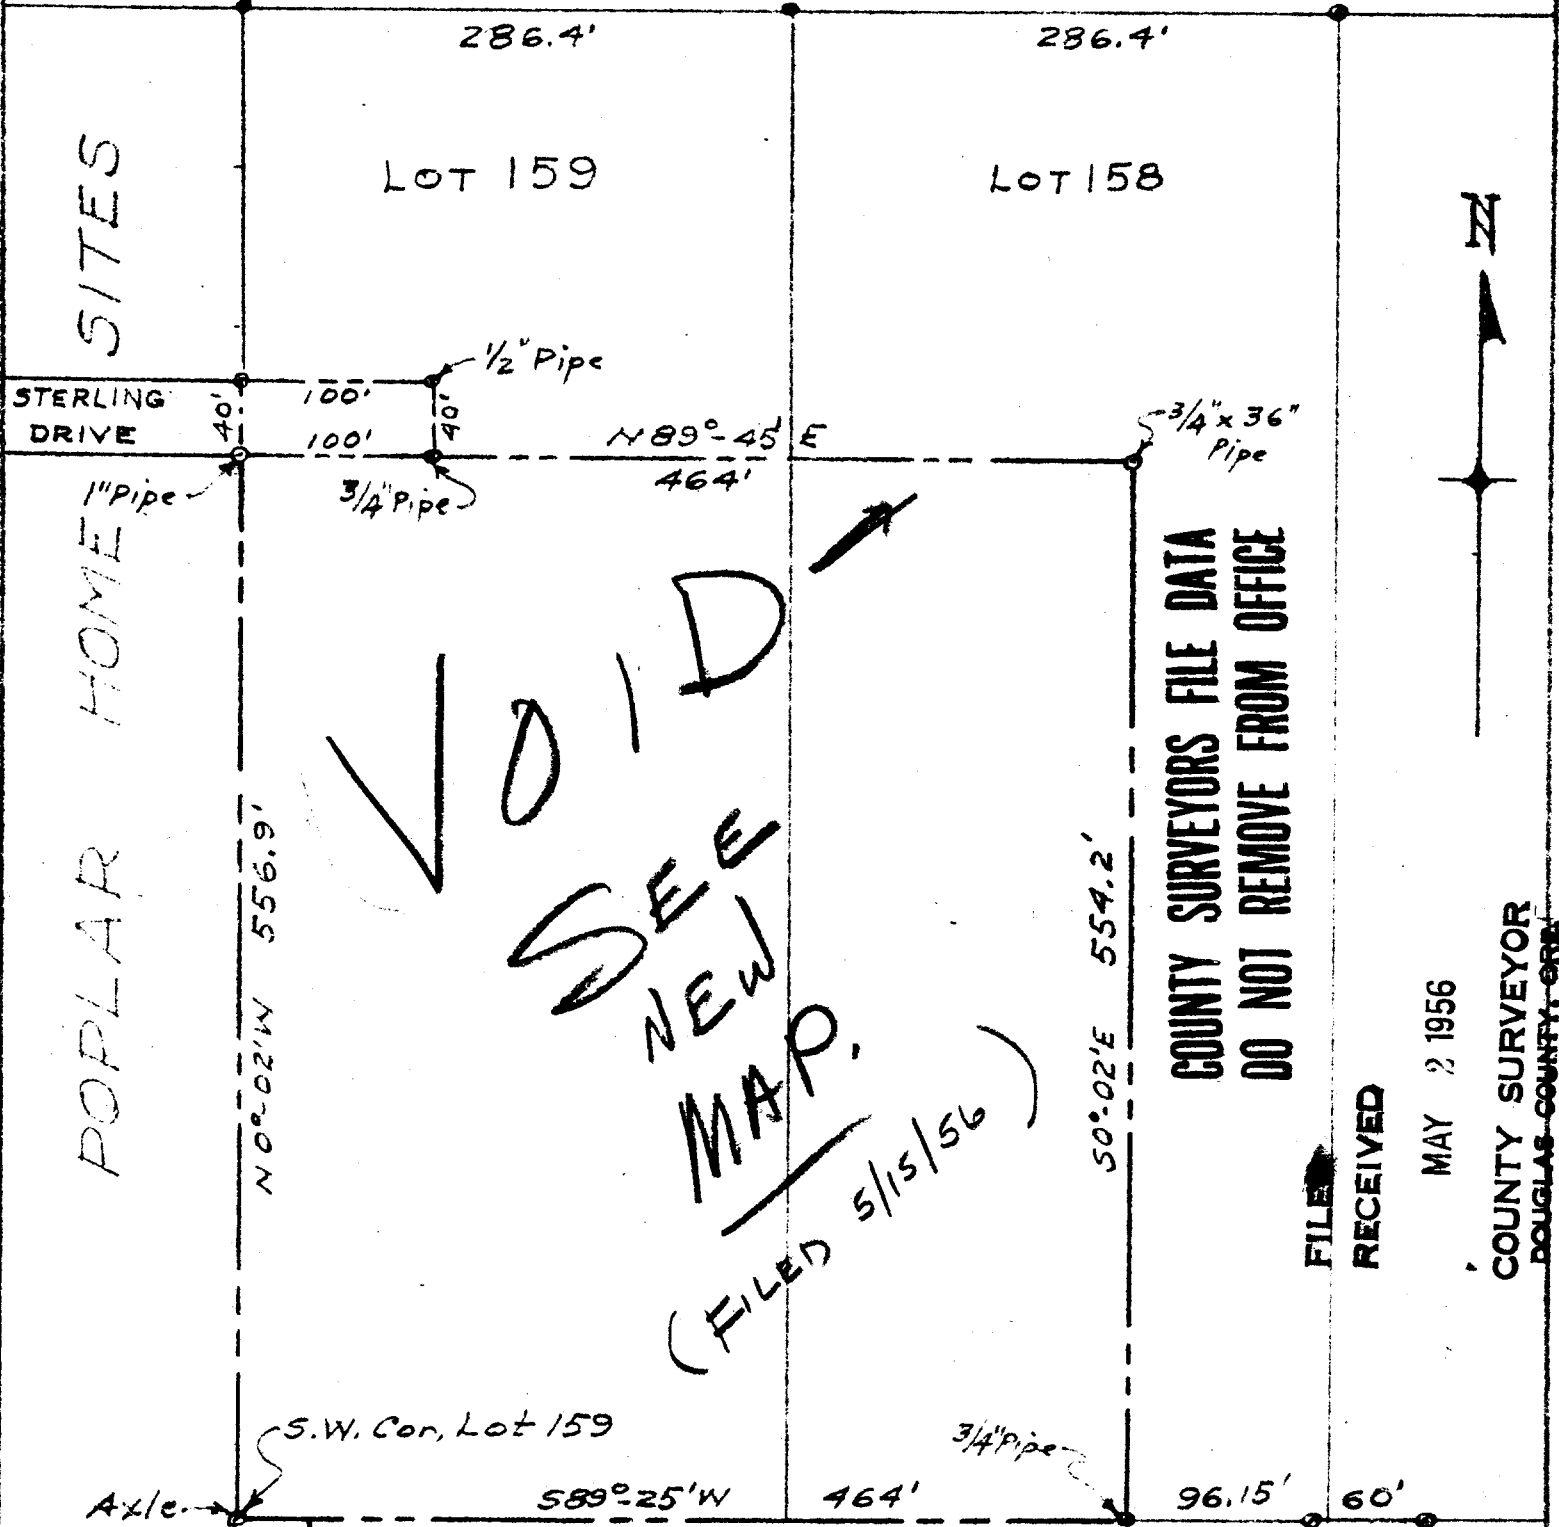 286.4'
286.4'
LOT 159
LOT 158
N
POPLAR HOME SITES
1/2" Pipe
STERLING
DRIVE
40'
100'
100'
40'
N 89°-45' E
464'
3/4" x 36"
Pipe
1" Pipe
3/4" Pipe
VOID
SEE
NEW
MAP.
(FILED 5/15/56)
N 0°-02' W 556.9'
S 0°-02' E 554.2'
COUNTY SURVEYORS FILE DATA
DO NOT REMOVE FROM OFFICE
FILED
RECEIVED
MAY 2 1956
COUNTY SURVEYOR
DOUGLAS COUNTY, ORE.
S.W. Cor, Lot 159
3/4" Pipe
Axle
S 89°-25' W
464'
96.15'
60'